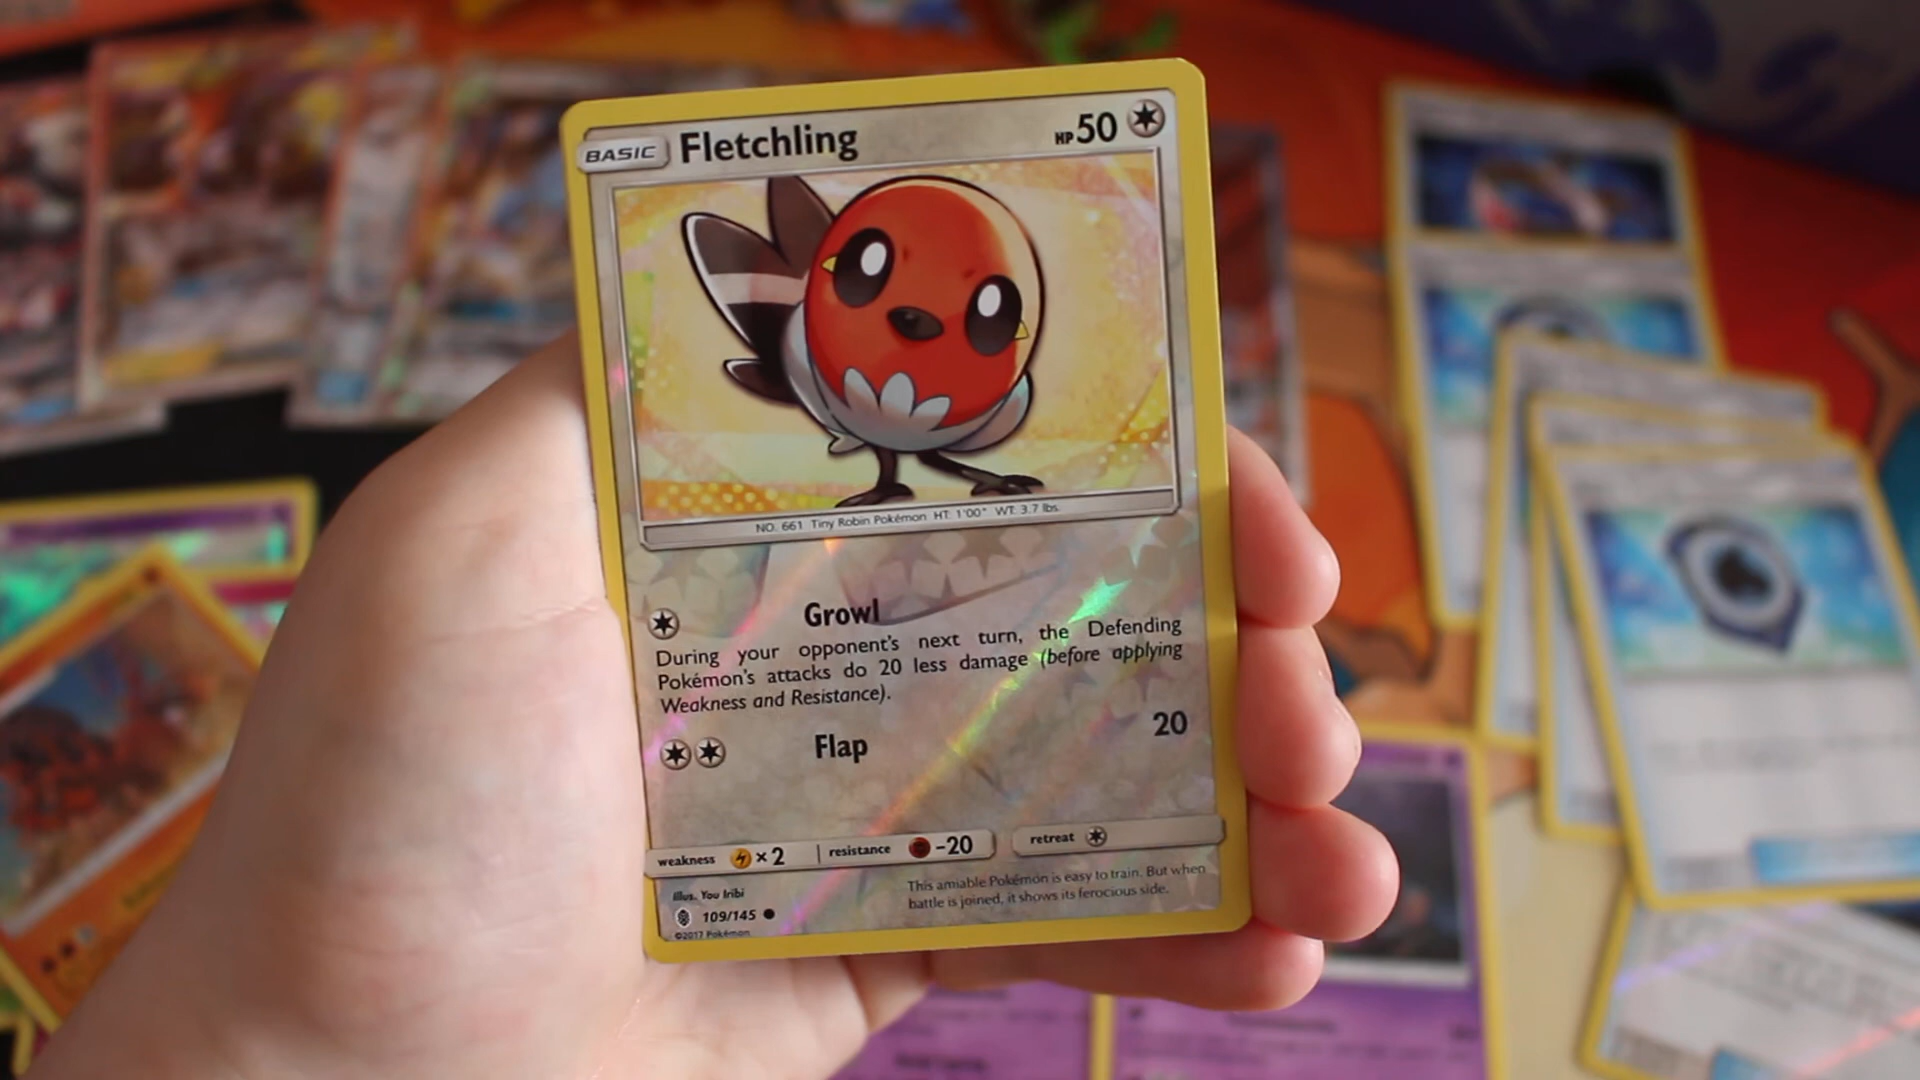 BASIC Fletchling HP 50
NO. 661 Tiny Robin Pokémon HT: 1'00" WT: 3.7 lbs.
Growl
During your opponent's next turn, the Defending
Pokémon's attacks do 20 less damage (before applying
Weakness and Resistance).
Flap 20
weakness ×2 resistance -20 retreat
Illus. You Iribi
109/145
©2017 Pokémon
This amiable Pokémon is easy to train. But when
battle is joined, it shows its ferocious side.